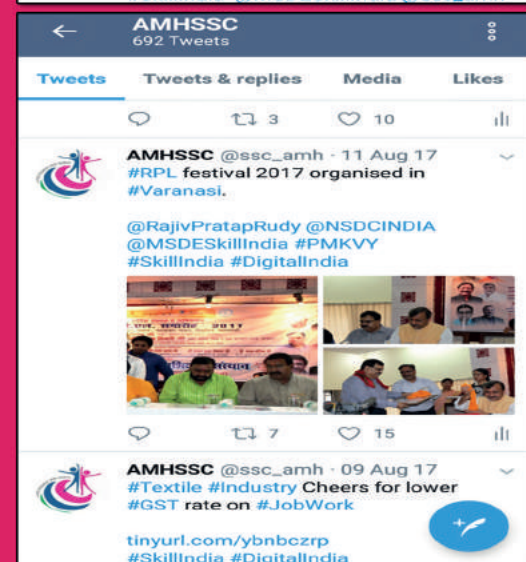 AMHSSC
692 Tweets
Tweets Tweets & replies Media Likes
3 10
AMHSSC @ssc_amh · 11 Aug 17
#RPL festival 2017 organised in
#Varanasi.
@RajivPratapRudy @NSDCINDIA
@MSDESkillIndia #PMKVY
#SkillIndia #DigitalIndia
2017
7 15
AMHSSC @ssc_amh · 09 Aug 17
#Textile #Industry Cheers for lower
#GST rate on #JobWork
tinyurl.com/ybnbczrp
#SkillIndia #DigitalIndia